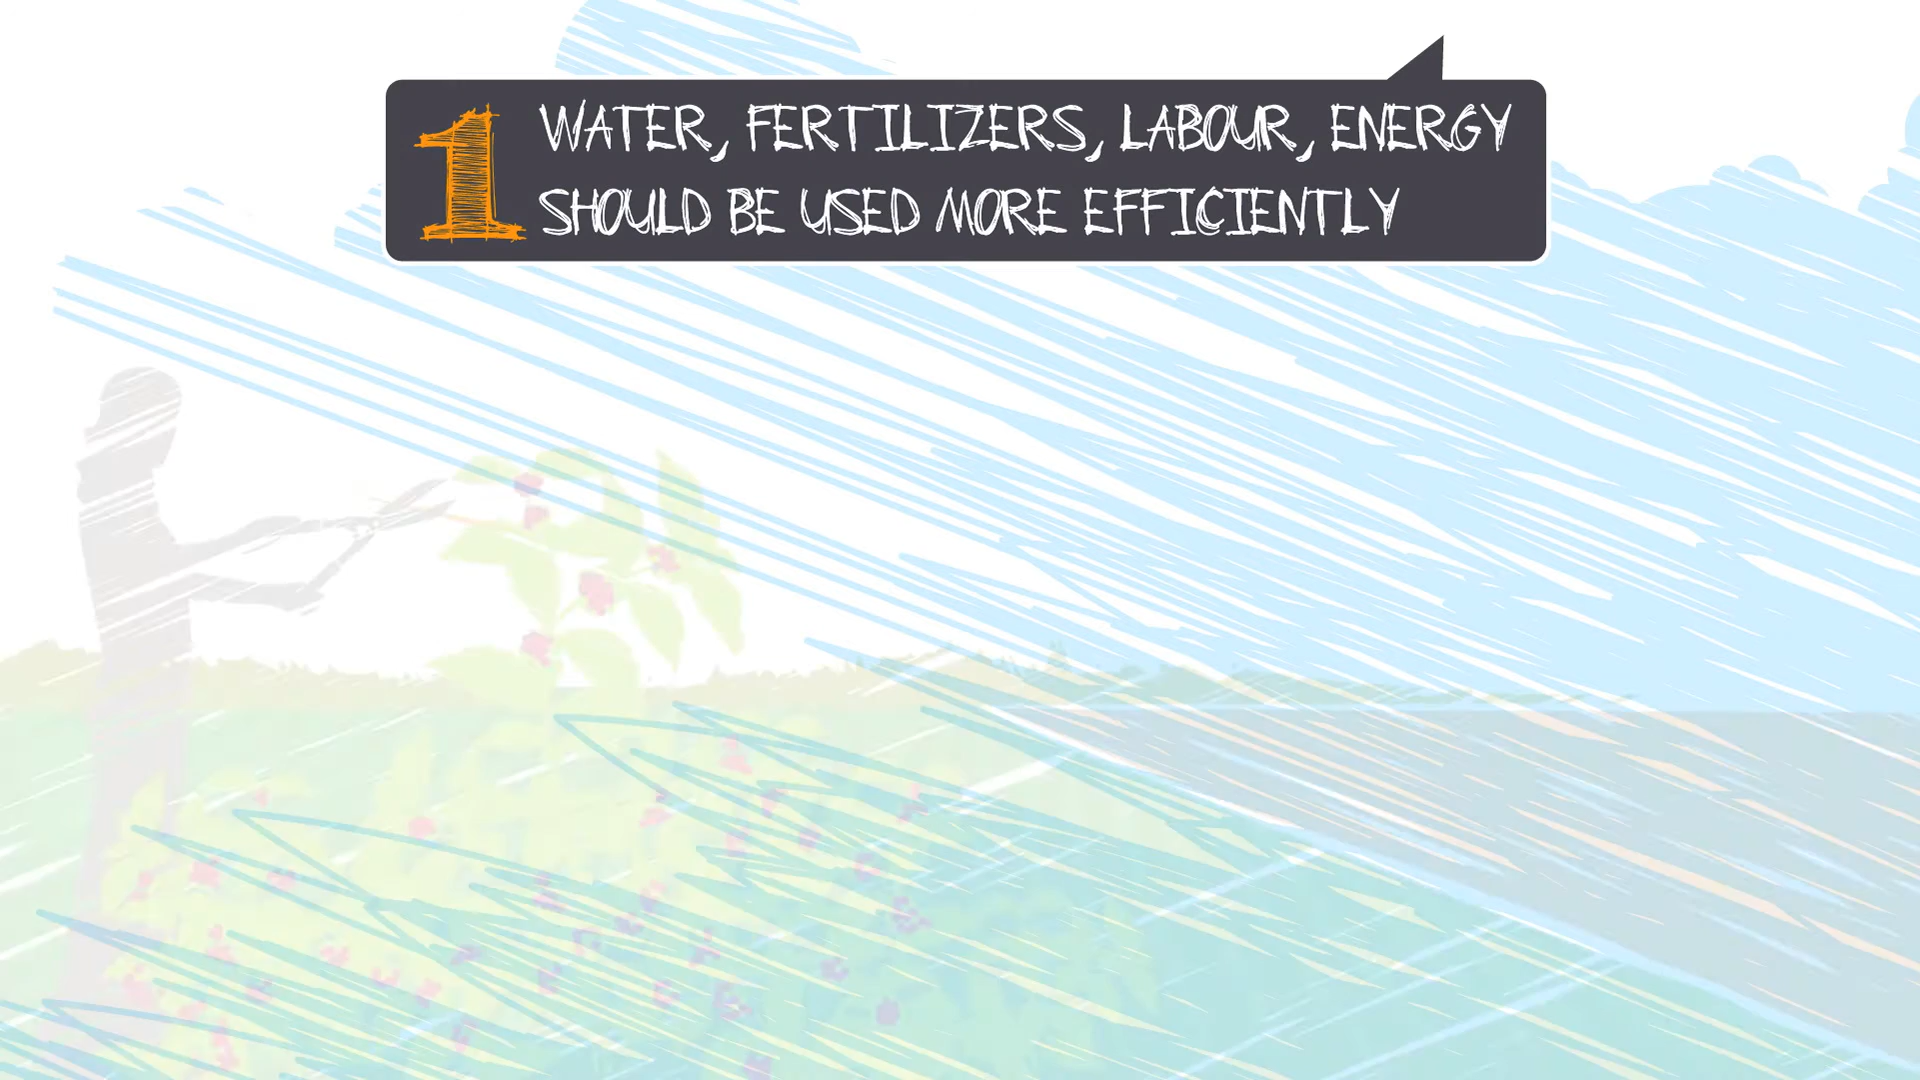 1 WATER, FERTILIZERS, LABOUR, ENERGY
SHOULD BE USED MORE EFFICIENTLY